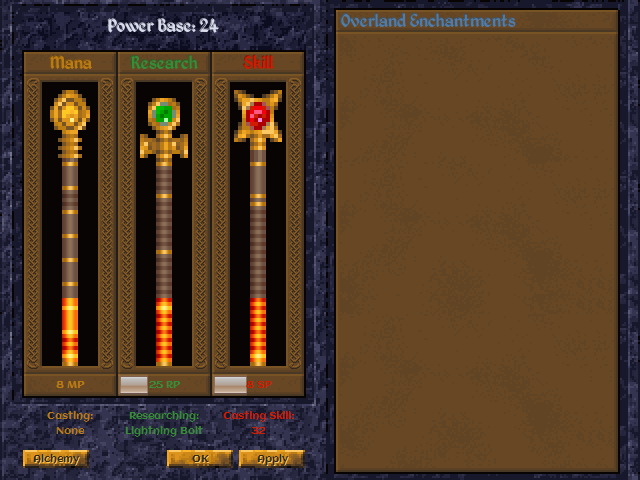 Power Base: 24
Overland Enchantments
Mana
Research
Skill
8 MP
25 RP
Casting:
None
Researching:
Lightning Bolt
Casting Skill:
32
Alchemy
OK
Apply